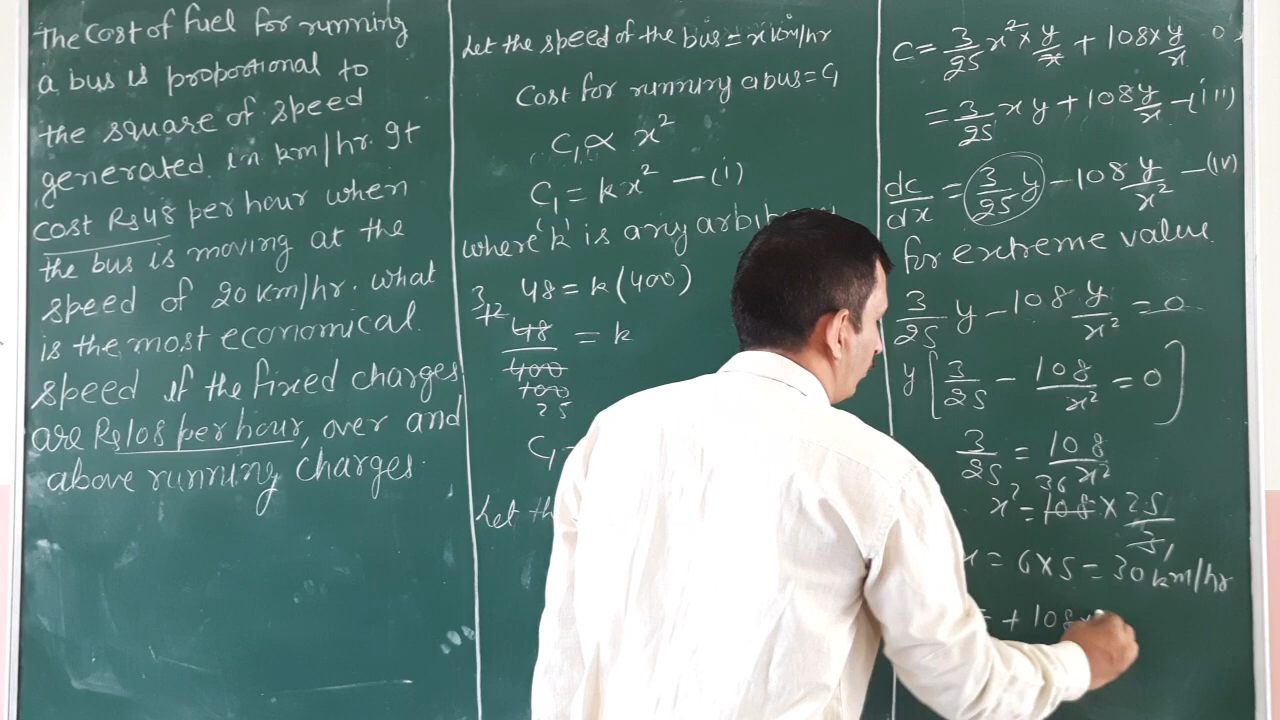 The cost of fuel for running
a bus is proportional to
the square of speed
generated in km/hr. It
cost Rs 48 per hour when
the bus is moving at the
speed of 20 km/hr. what
is the most economical
speed if the fixed charges
are Rs 108 per hour, over and
above running charges.
Let the speed of the bus = x km/hr
Cost for running a bus = C₁
C₁ ∝ x²
C₁ = kx² — (i)
where 'k' is any
48 = k(400)
3
12
48/400 = k
100
25
C₁
Let th
C = 3/25 x² × y/x + 108 × y/x
= 3/25 xy + 108 y/x — (iii)
dc/dx = 3/25 y - 108 y/x² — (iv)
for extreme value
3/25 y - 108 y/x² = 0
y [3/25 - 108/x² = 0]
3/25 = 108/x²
36
x² = 108 × 25/3
x = 6 × 5 = 30 km/hr
+ 108